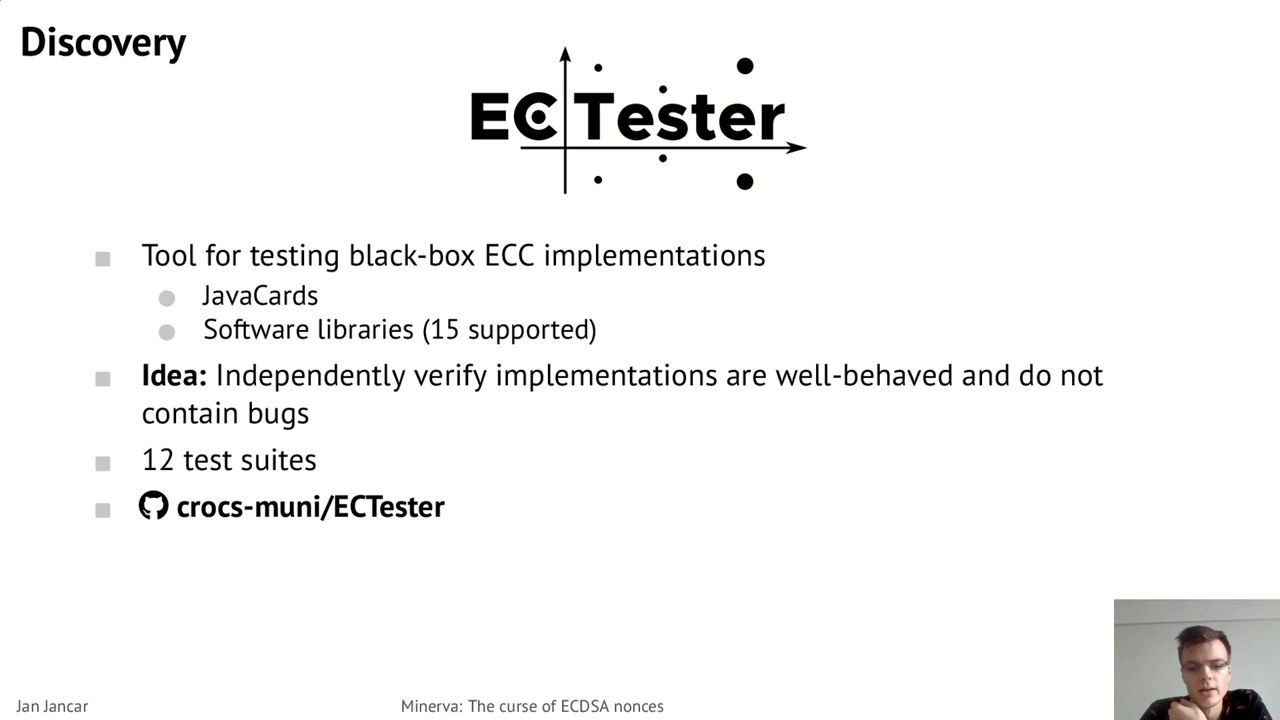 Discovery
ECTester
Tool for testing black-box ECC implementations
JavaCards
Software libraries (15 supported)
Idea: Independently verify implementations are well-behaved and do not
contain bugs
12 test suites
crocs-muni/ECTester
Jan Jancar
Minerva: The curse of ECDSA nonces